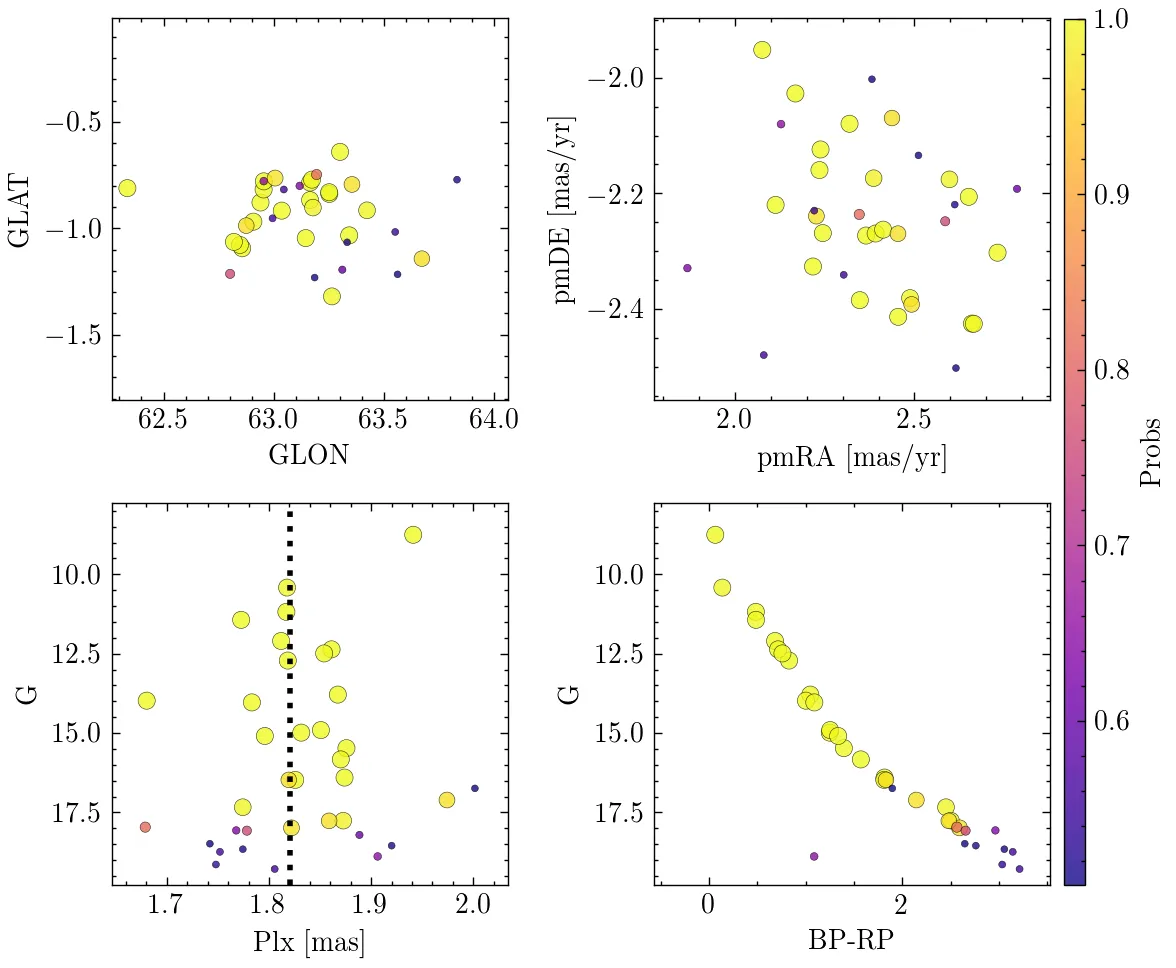 −0.5
−1.0
−1.5
GLAT
62.5 63.0 63.5 64.0
GLON
−2.0
−2.2
−2.4
pmDE [mas/yr]
2.0 2.5
pmRA [mas/yr]
10.0
12.5
15.0
17.5
G
1.7 1.8 1.9 2.0
Plx [mas]
10.0
12.5
15.0
17.5
G
0 2
BP-RP
1.0
0.9
0.8
0.7
0.6
Probs